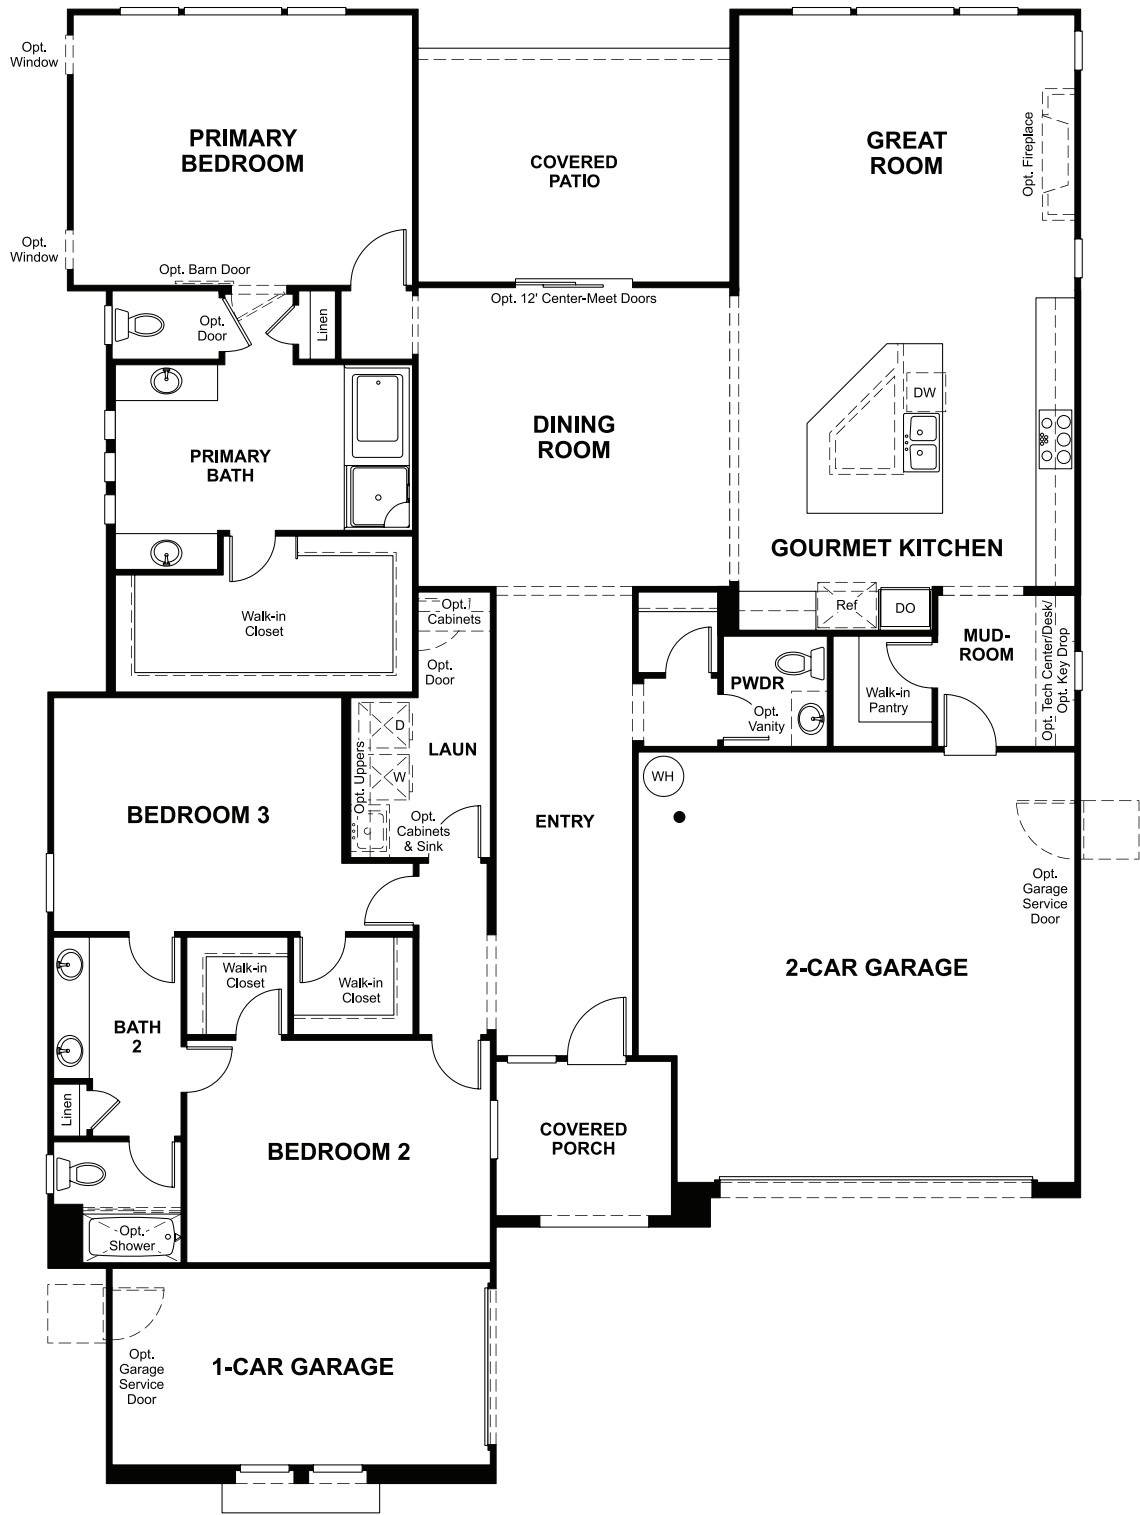 Opt.
Window
PRIMARY
BEDROOM
COVERED
PATIO
GREAT
ROOM
Opt. Fireplace
Opt.
Window
Opt. Barn Door
Opt. 12' Center-Meet Doors
Opt.
Door
Linen
DW
DINING
ROOM
PRIMARY
BATH
GOURMET KITCHEN
Walk-in
Closet
Opt.
Cabinets
Ref
DO
MUD-
ROOM
Opt. Tech Center/Desk/
Opt. Key Drop
Opt.
Door
PWDR
Opt.
Vanity
Walk-in
Pantry
D
LAUN
Opt. Uppers
W
WH
BEDROOM 3
Opt.
Cabinets
& Sink
ENTRY
Opt.
Garage
Service
Door
2-CAR GARAGE
Walk-in
Closet
Walk-in
Closet
BATH
2
Linen
BEDROOM 2
COVERED
PORCH
Opt.
Shower
Opt.
Garage
Service
Door
1-CAR GARAGE